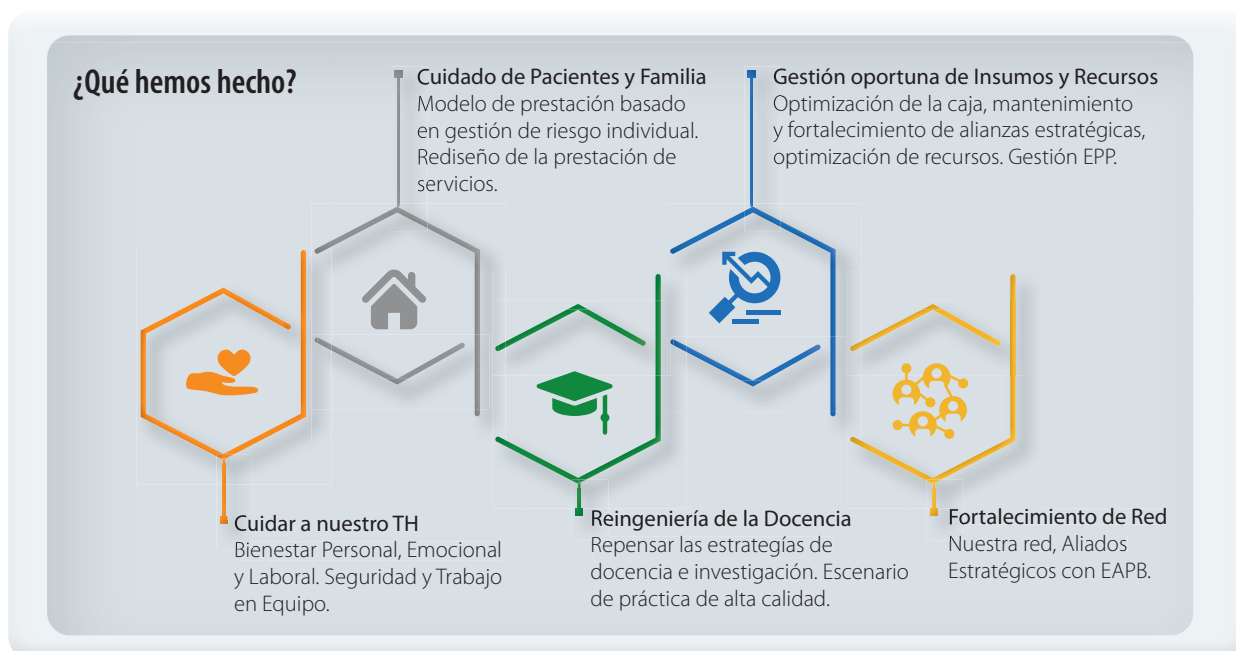 ¿Qué hemos hecho?
Cuidado de Pacientes y Familia
Modelo de prestación basado
en gestión de riesgo individual.
Rediseño de la prestación de
servicios.
Gestión oportuna de Insumos y Recursos
Optimización de la caja, mantenimiento
y fortalecimiento de alianzas estratégicas,
optimización de recursos. Gestión EPP.
Cuidar a nuestro TH
Bienestar Personal, Emocional
y Laboral. Seguridad y Trabajo
en Equipo.
Reingeniería de la Docencia
Repensar las estrategías de
docencia e investigación. Escenario
de práctica de alta calidad.
Fortalecimiento de Red
Nuestra red, Aliados
Estratégicos con EAPB.